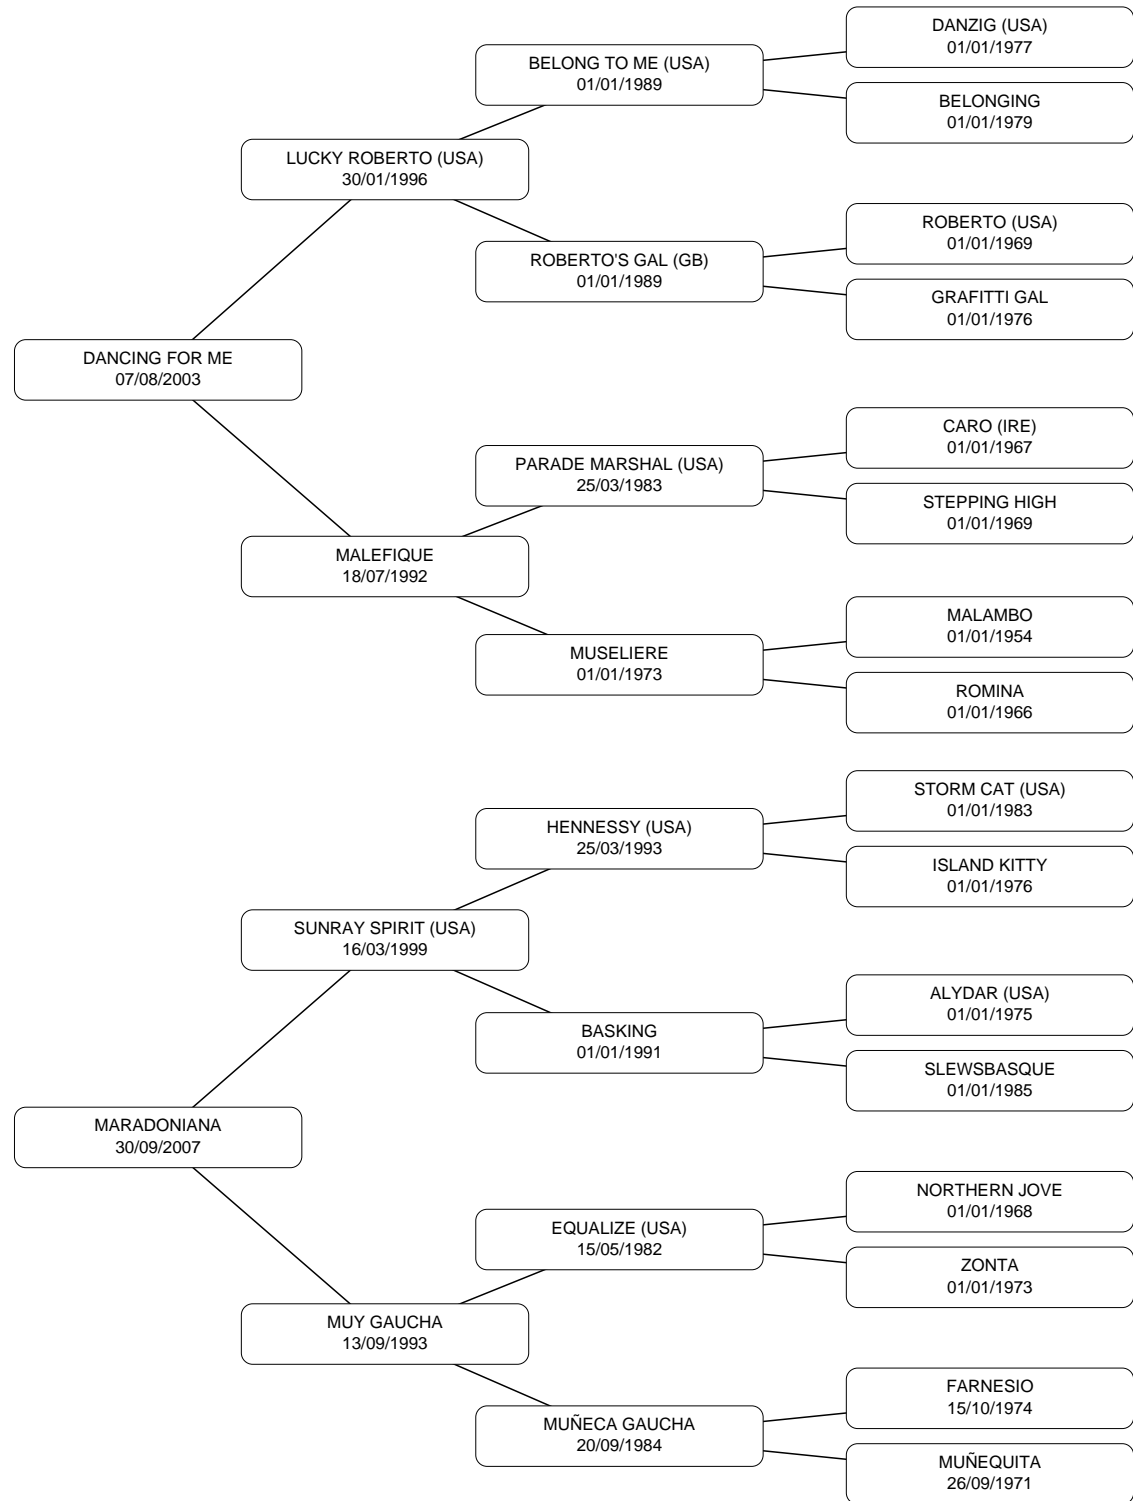 DANZIG (USA)
01/01/1977
BELONG TO ME (USA)
01/01/1989
BELONGING
01/01/1979
LUCKY ROBERTO (USA)
30/01/1996
ROBERTO (USA)
01/01/1969
ROBERTO'S GAL (GB)
01/01/1989
GRAFITTI GAL
01/01/1976
DANCING FOR ME
07/08/2003
CARO (IRE)
01/01/1967
PARADE MARSHAL (USA)
25/03/1983
STEPPING HIGH
01/01/1969
MALEFIQUE
18/07/1992
MALAMBO
01/01/1954
MUSELIERE
01/01/1973
ROMINA
01/01/1966
STORM CAT (USA)
01/01/1983
HENNESSY (USA)
25/03/1993
ISLAND KITTY
01/01/1976
SUNRAY SPIRIT (USA)
16/03/1999
ALYDAR (USA)
01/01/1975
BASKING
01/01/1991
SLEWSBASQUE
01/01/1985
MARADONIANA
30/09/2007
NORTHERN JOVE
01/01/1968
EQUALIZE (USA)
15/05/1982
ZONTA
01/01/1973
MUY GAUCHA
13/09/1993
FARNESIO
15/10/1974
MUÑECA GAUCHA
20/09/1984
MUÑEQUITA
26/09/1971